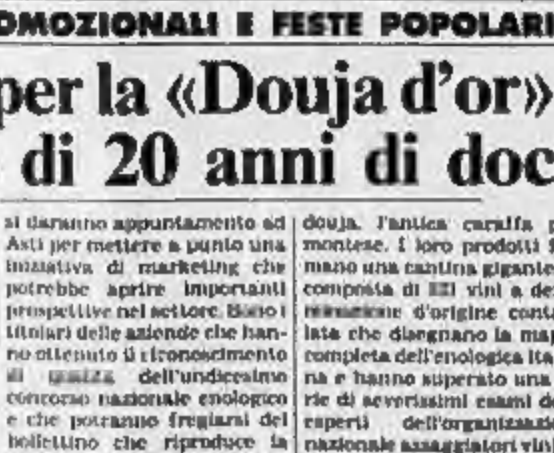 OMOZIONALI E FESTE POPOLARI
per la «Douja d'or»
di 20 anni di doc
si daranno appuntamento ad
Asti per mettere a punto una
iniziativa di marketing che
potrebbe aprire importanti
prospettive nel settore. Sono i
titolari delle aziende che han-
no ottenuto il riconoscimento
di dell'undicesimo
concorso nazionale enologico
e che potranno fregiarsi del
bollettino che riproduce la
douja, l'antica caraffa p
montese. I loro prodotti f
mano una cantina gigante
composta di vini a de
d'origine cont
lata che disegnano la map
completa dell'enologica ita
na e hanno superato una
rie di severissimi esami de
esperti dell'organizzazio
nazionale assaggiatori vini